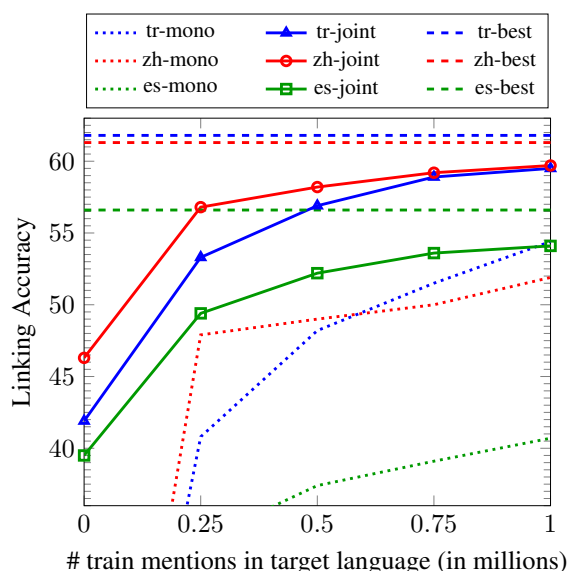 tr-mono tr-joint tr-best
zh-mono zh-joint zh-best
es-mono es-joint es-best
60
55
50
45
40
Linking Accuracy
0 0.25 0.5 0.75 1
# train mentions in target language (in millions)